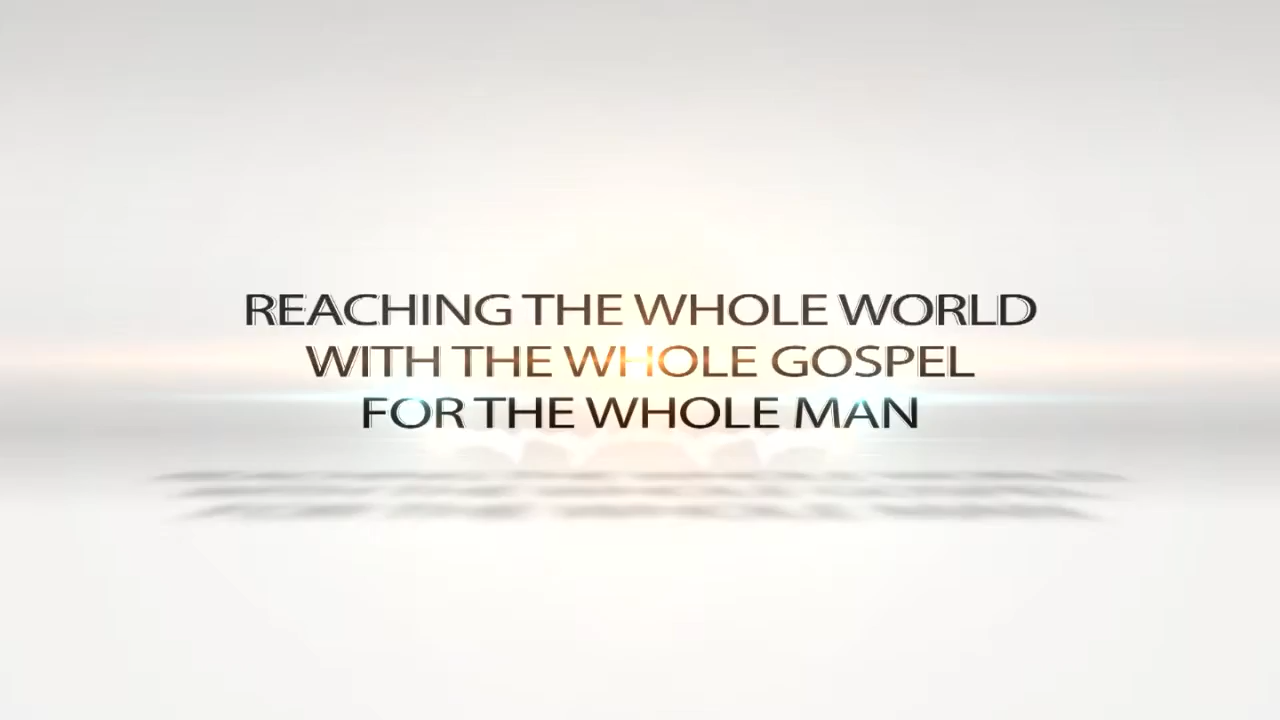 REACHING THE WHOLE WORLD
WITH THE WHOLE GOSPEL
FOR THE WHOLE MAN